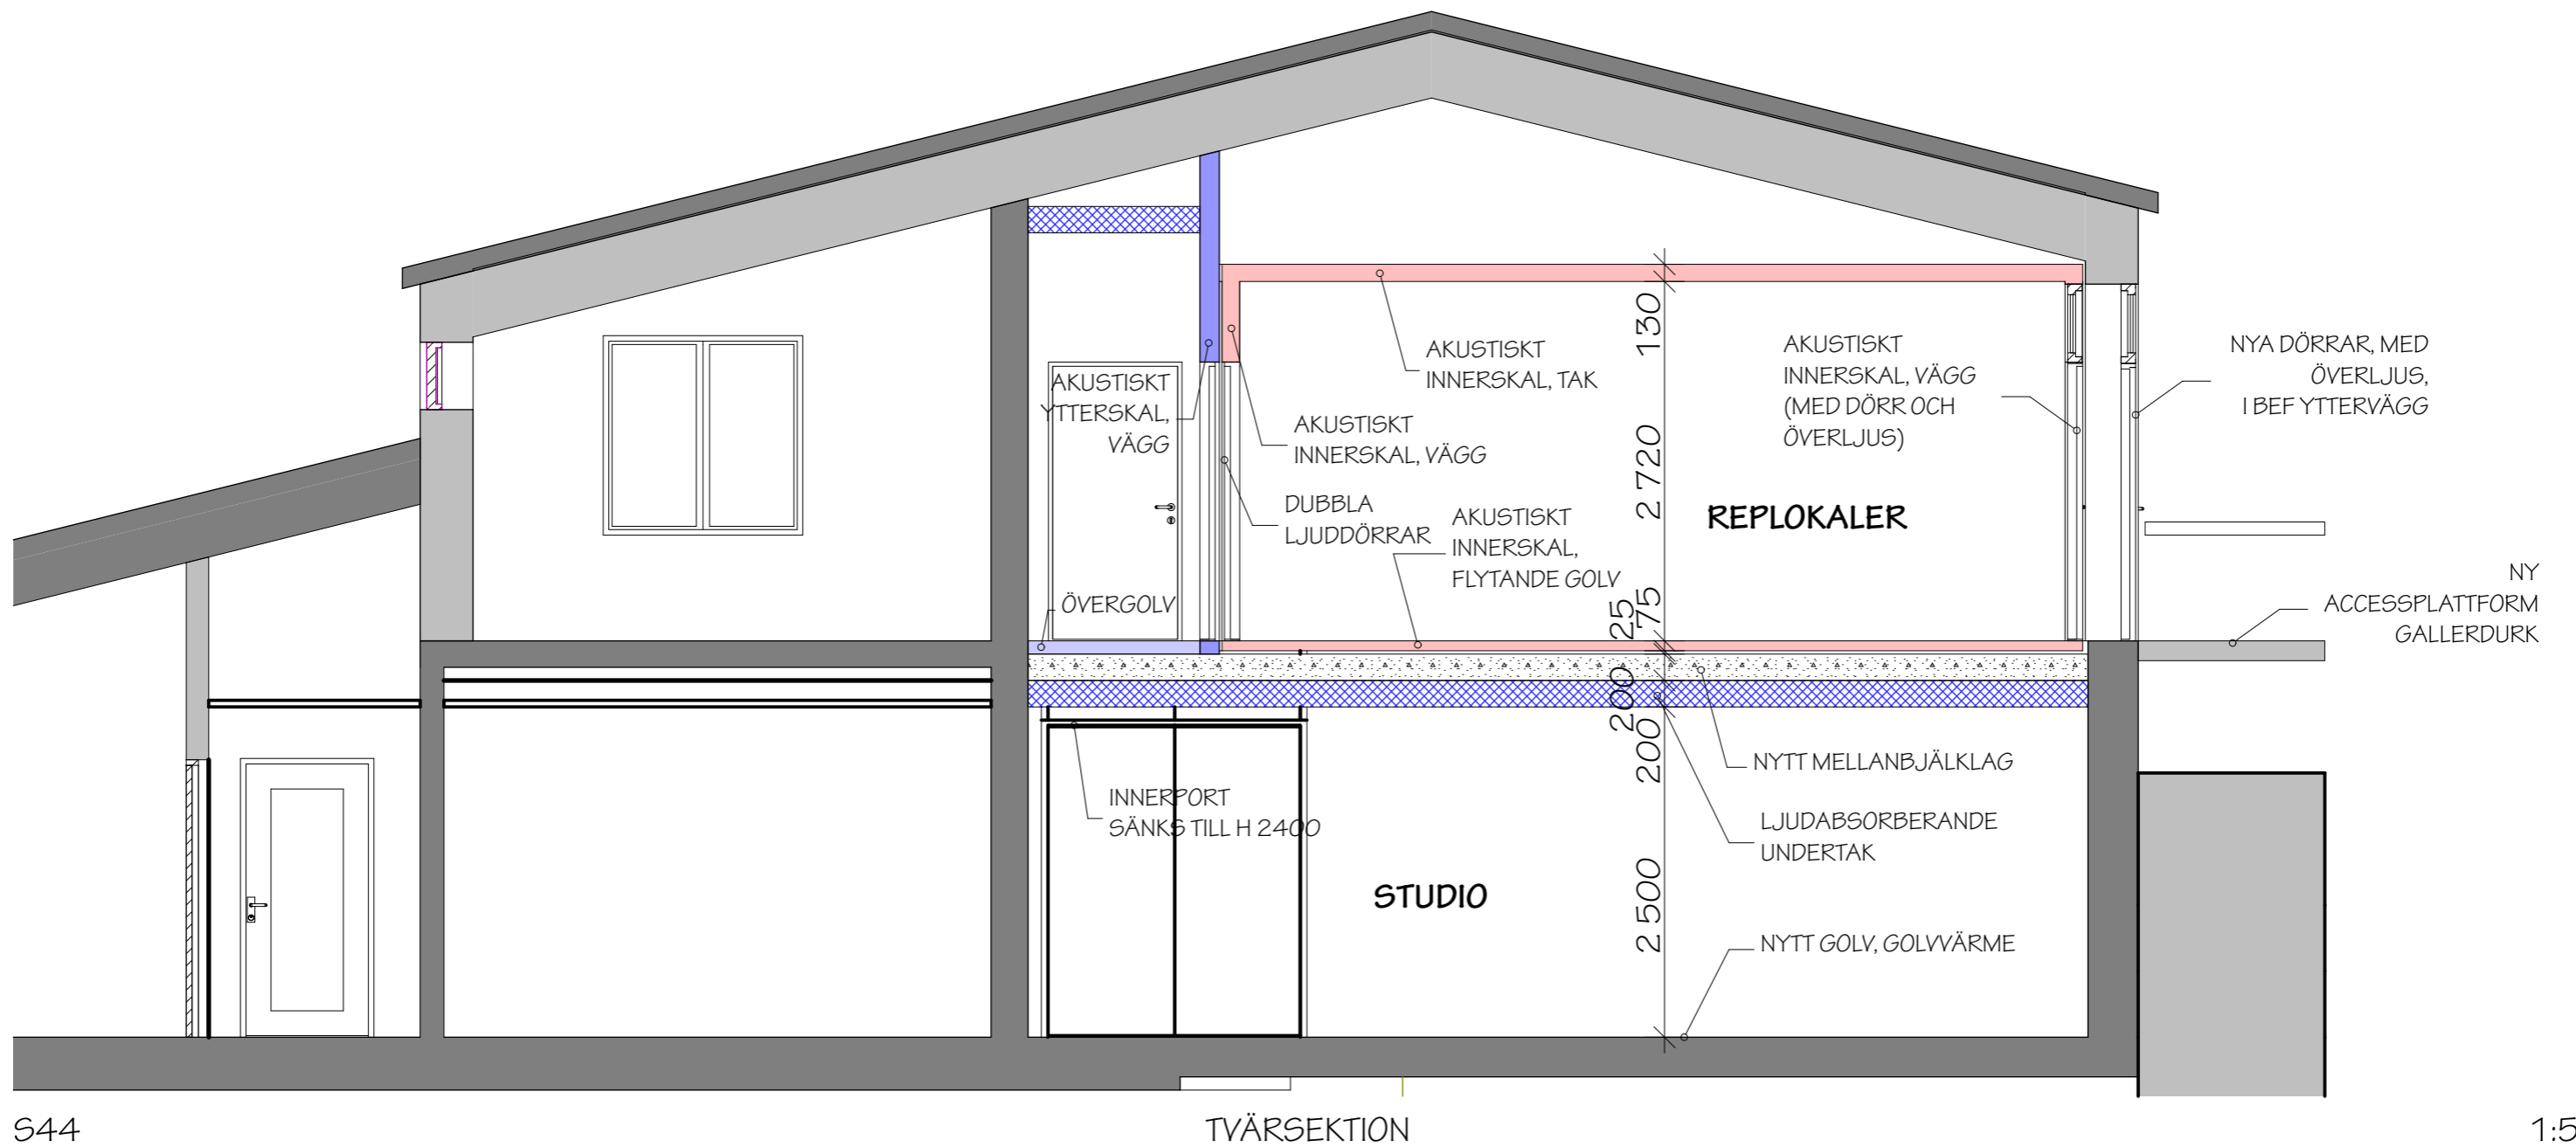 AKUSTISKT
YTTERSKAL,
VÄGG
AKUSTISKT
INNERSKAL, TAK
AKUSTISKT
INNERSKAL, VÄGG
DUBBLA
LJUDDÖRRAR
AKUSTISKT
INNERSKAL,
FLYTANDE GOLV
ÖVERGOLV
130
2 720
25
75
200
200
2 500
AKUSTISKT
INNERSKAL, VÄGG
(MED DÖRR OCH
ÖVERLJUS)
REPLOKALER
NYA DÖRRAR, MED
ÖVERLJUS,
I BEF YTTERVÄGG
NY
ACCESSPLATTFORM
GALLERDURK
INNERPORT
SÄNKS TILL H 2400
NYTT MELLANBJÄLKLAG
LJUDABSORBERANDE
UNDERTAK
STUDIO
NYTT GOLV, GOLVVÄRME
S44
TVÄRSEKTION
1:5